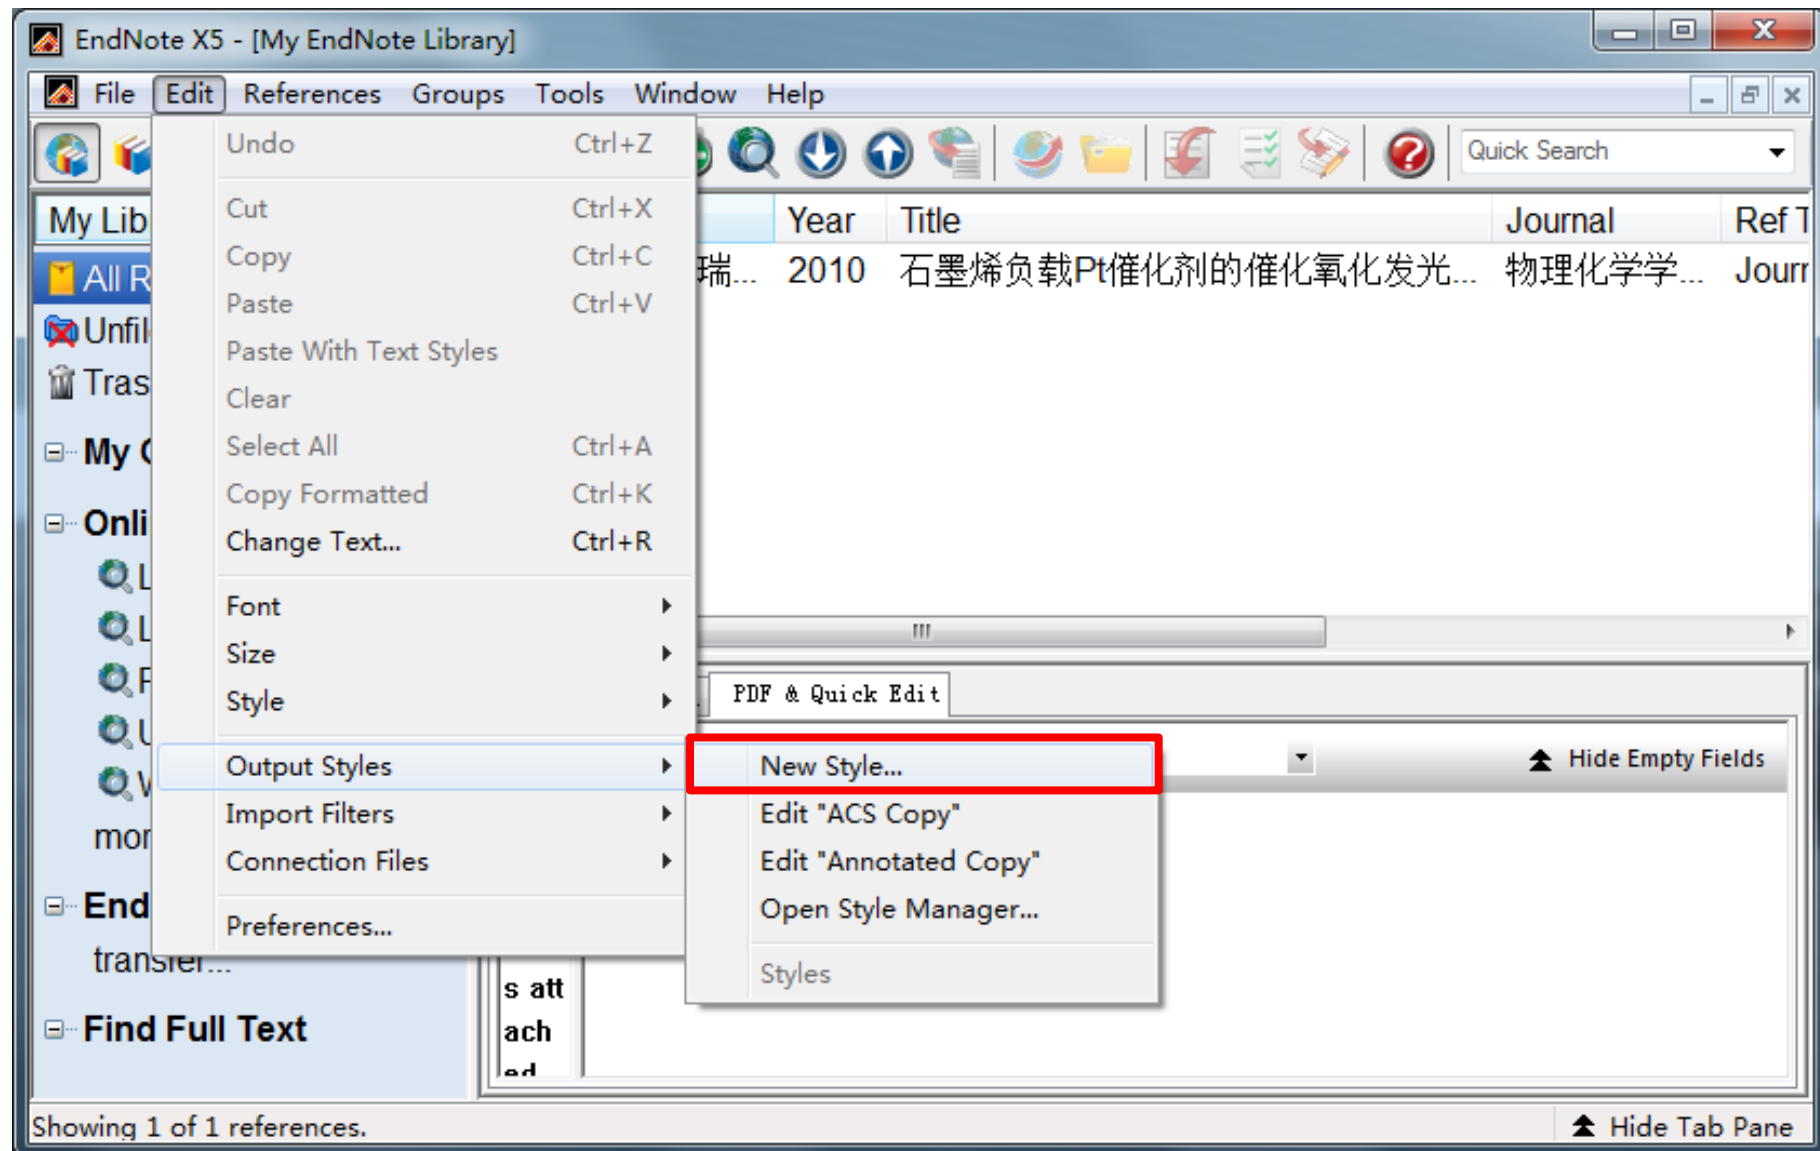 EndNote X5 - [My EndNote Library]
File Edit References Groups Tools Window Help
Quick Search
My Lib
Year Title Journal Ref T
All R
瑞... 2010 石墨烯负载Pt催化剂的催化氧化发光... 物理化学学... Journ
Unfil
Tras
My
Onli
L
L
U
mor
End
transfer...
Find Full Text
Undo Ctrl+Z
Cut Ctrl+X
Copy Ctrl+C
Paste Ctrl+V
Paste With Text Styles
Clear
Select All Ctrl+A
Copy Formatted Ctrl+K
Change Text... Ctrl+R
Font
Size
Style
Output Styles
Import Filters
Connection Files
Preferences...
New Style...
Edit "ACS Copy"
Edit "Annotated Copy"
Open Style Manager...
Styles
PDF & Quick Edit
Hide Empty Fields
s att
ach
ed
Showing 1 of 1 references.
Hide Tab Pane